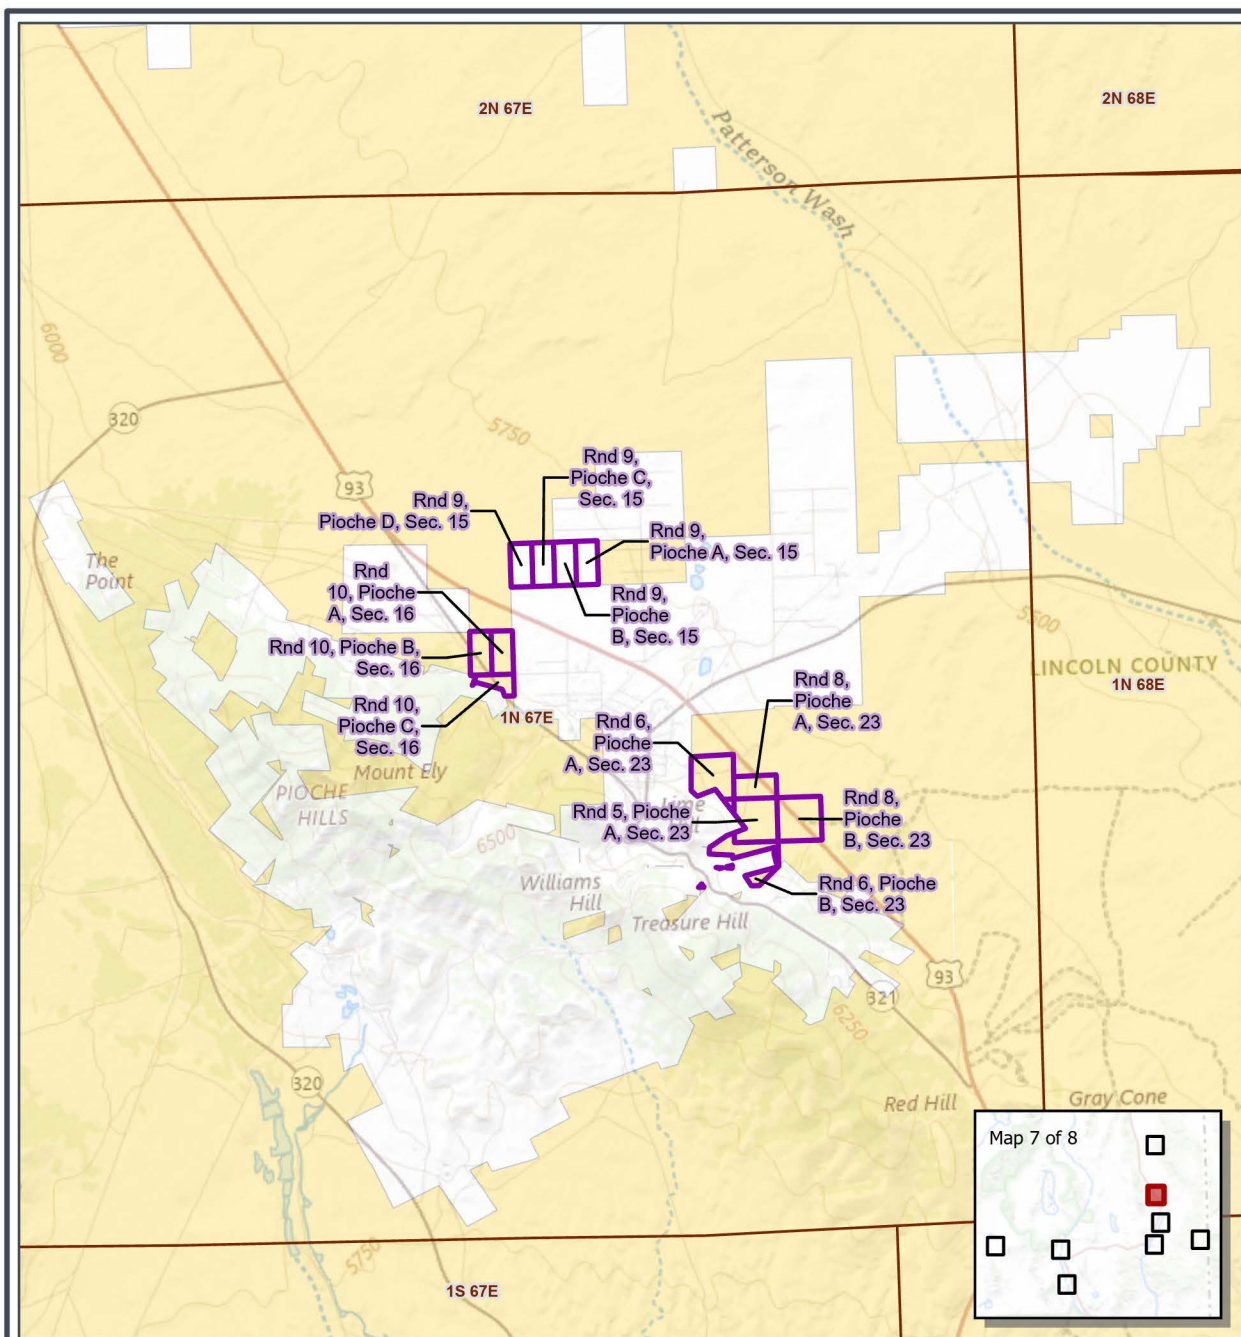 2N 67E
2N 68E
Patterson Wash
6000
320
5750
93
Rnd 9,
Pioche C,
Sec. 15
Rnd 9,
Pioche D, Sec. 15
Rnd 9,
Pioche A, Sec. 15
The
Point
Rnd
10, Pioche
A, Sec. 16
Rnd 9,
Pioche
B, Sec. 15
5500
Rnd 10, Pioche B,
Sec. 16
LINCOLN COUNTY
1N 68E
Rnd 8,
Pioche
A, Sec. 23
Rnd 10,
Pioche C,
Sec. 16
1N 67E
Rnd 6,
Pioche
A, Sec. 23
Mount Ely
PIOCHE
HILLS
Rnd 5, Pioche
A, Sec. 23
Rnd 8,
Pioche
B, Sec. 23
6500
Williams
Hill
Rnd 6, Pioche
B, Sec. 23
Treasure Hill
93
321
6250
320
Red Hill
Gray Cone
Map 7 of 8
5750
1S 67E